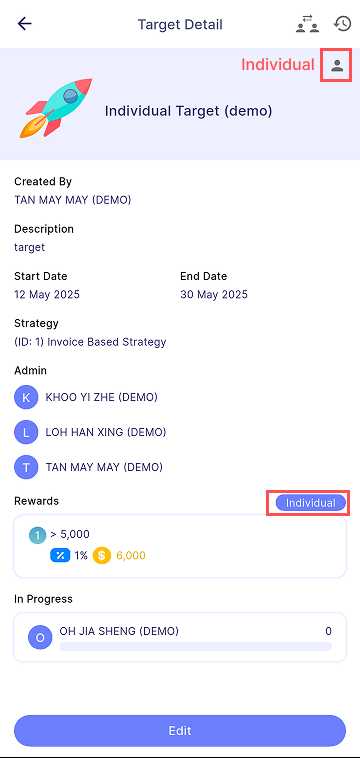 Target Detail
Individual
Individual Target (demo)
Created By
TAN MAY MAY (DEMO)
Description
target
Start Date End Date
12 May 2025 30 May 2025
Strategy
(ID: 1) Invoice Based Strategy
Admin
K KHOO YI ZHE (DEMO)
L LOH HAN XING (DEMO)
T TAN MAY MAY (DEMO)
Rewards Individual
1 > 5,000
% 1% $ 6,000
In Progress
O OH JIA SHENG (DEMO) 0
Edit